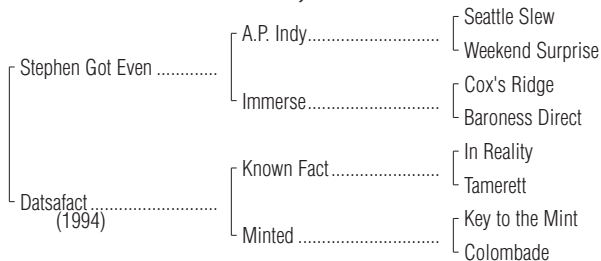 Seattle Slew
A.P. Indy..............................
Weekend Surprise
Stephen Got Even .............
Cox's Ridge
Immerse..............................
Baroness Direct
In Reality
Known Fact.........................
Tamerett
Datsafact...........................
(1994)
Key to the Mint
Minted ................................
Colombade